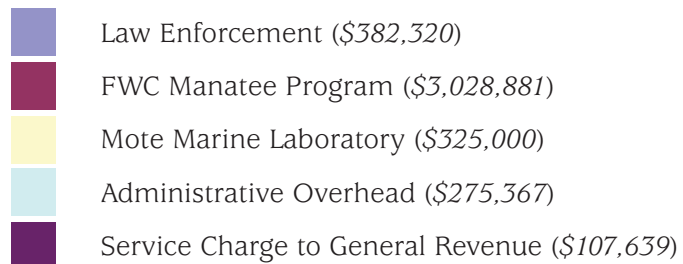 Law Enforcement ($382,320)
FWC Manatee Program ($3,028,881)
Mote Marine Laboratory ($325,000)
Administrative Overhead ($275,367)
Service Charge to General Revenue ($107,639)